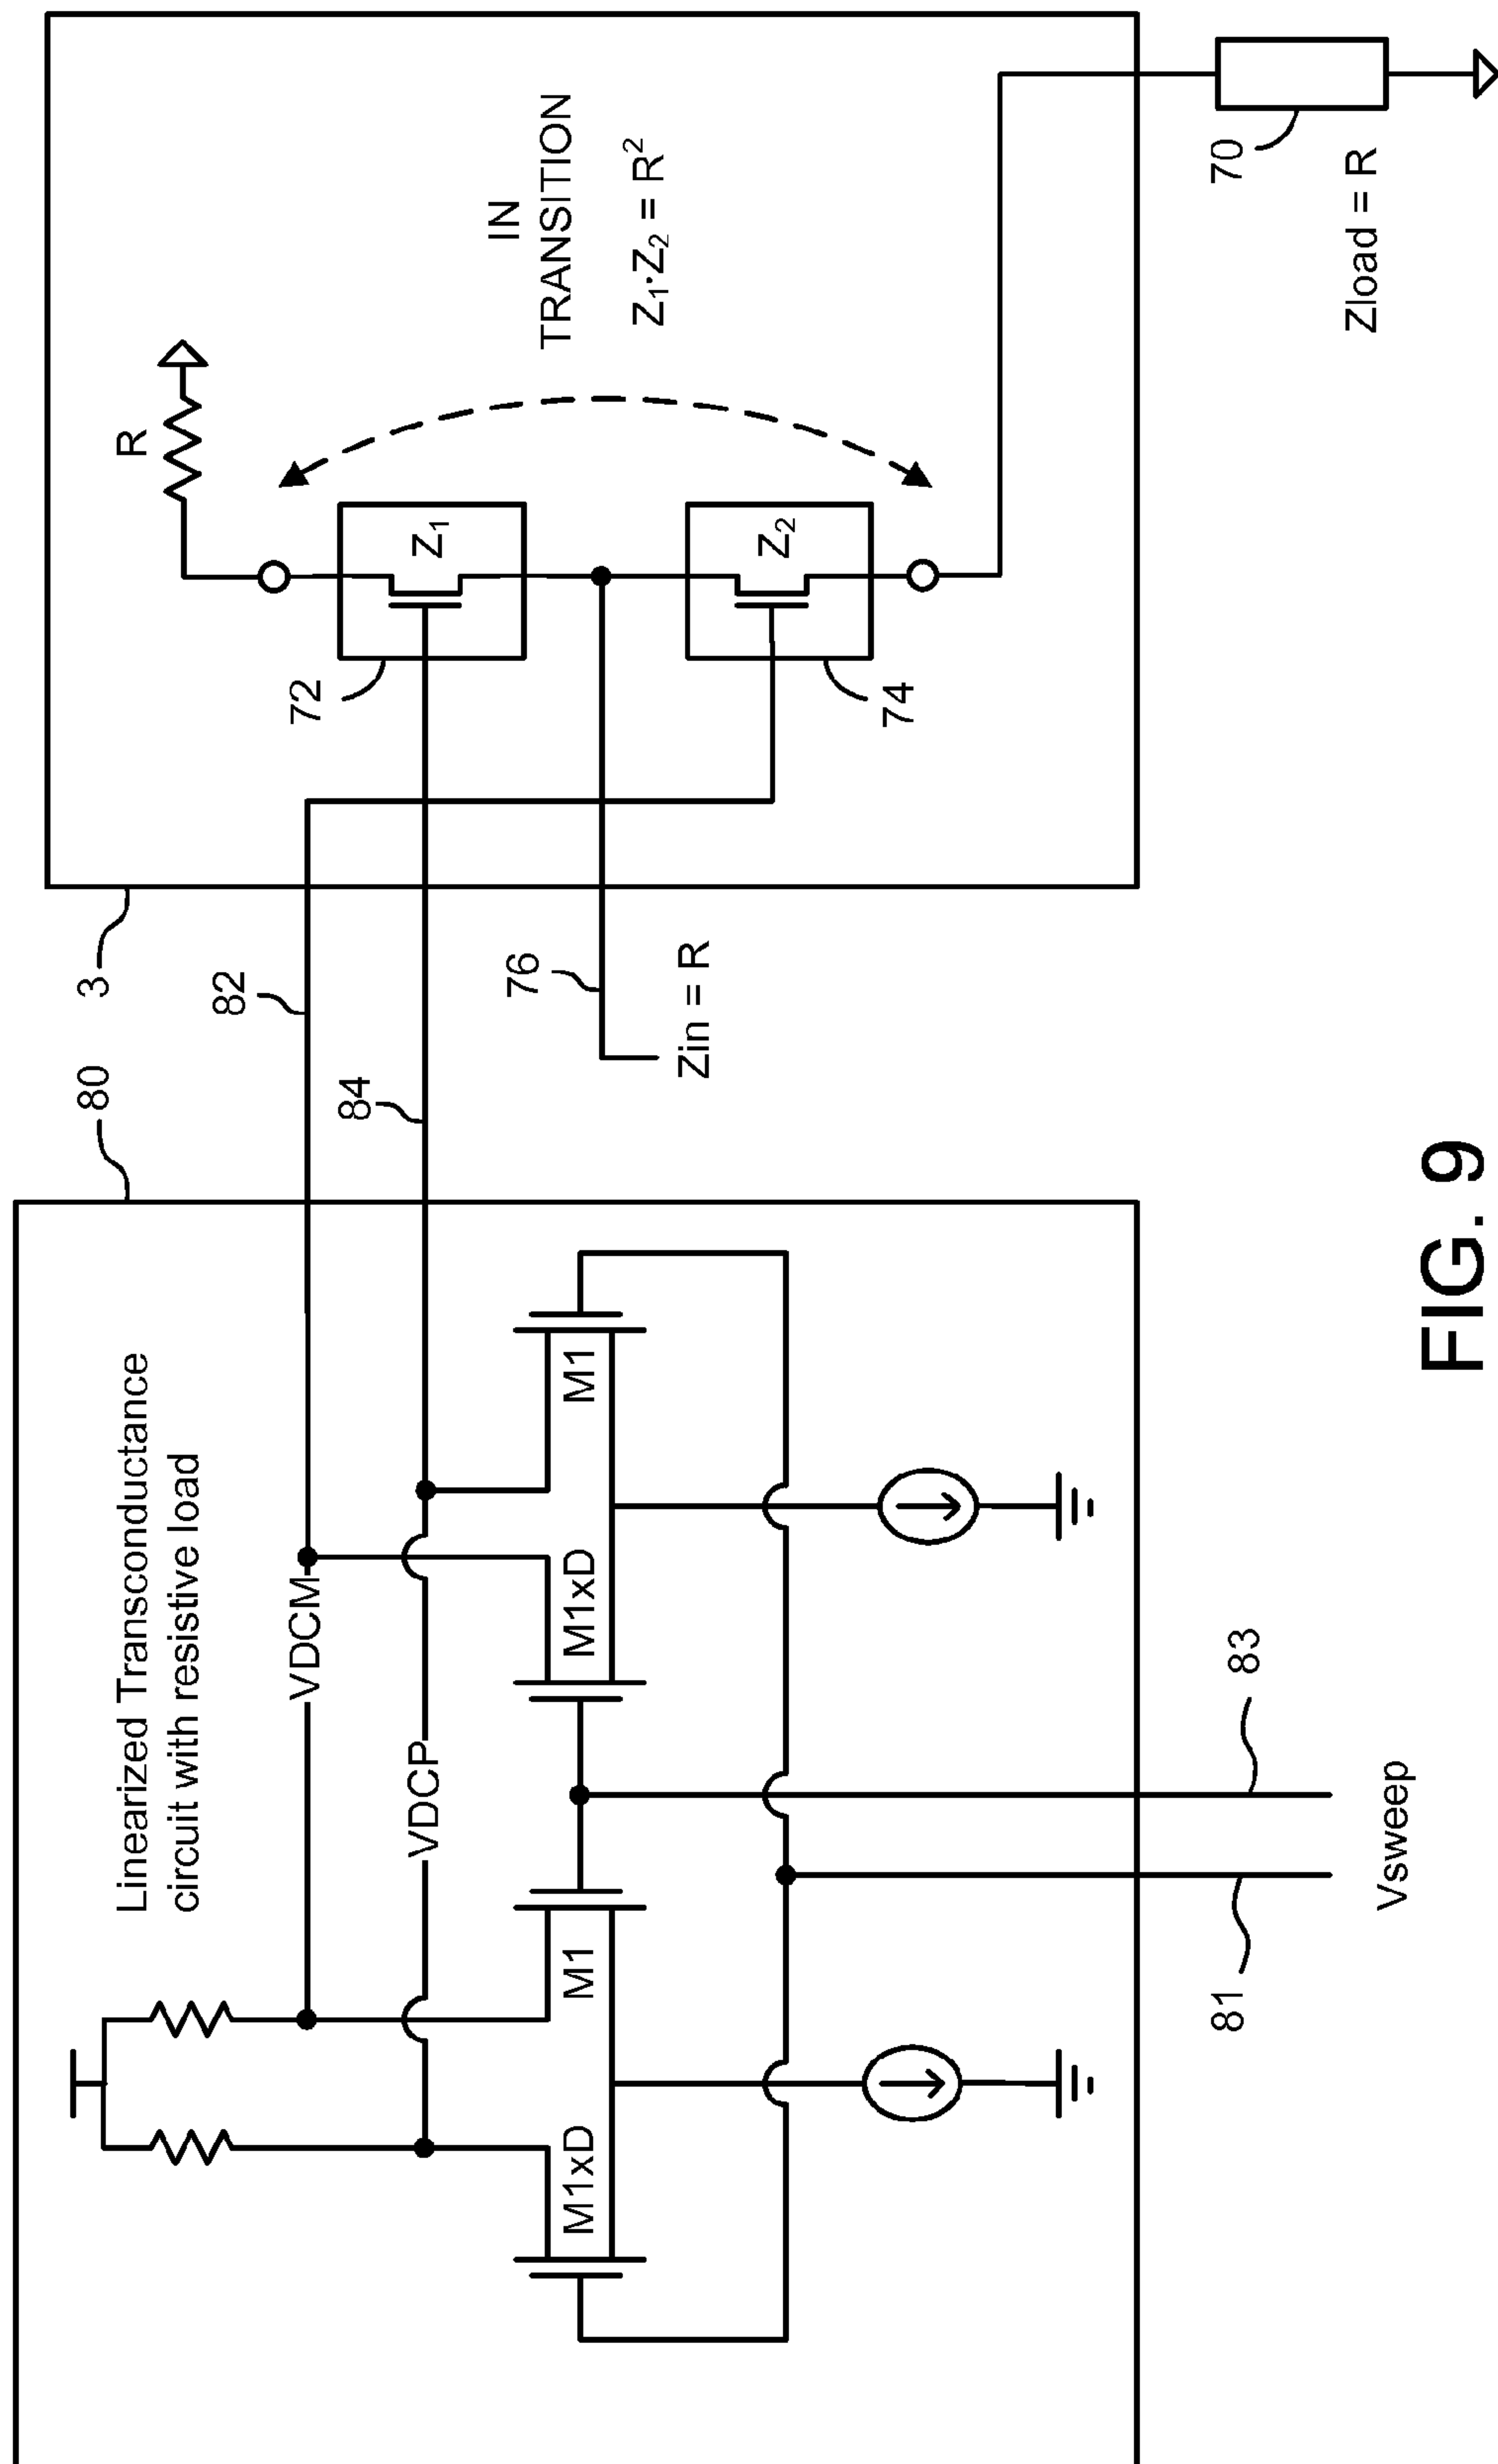 Linearized Transconductance
circuit with resistive load
80
3
R
82
VDCM
84
VDCP
72
Z₁
IN
TRANSITION
Z₁·Z₂ = R²
76
Zin = R
Z₂
74
M1xD
M1
M1xD
M1
70
Zload = R
81
83
Vsweep
FIG. 9